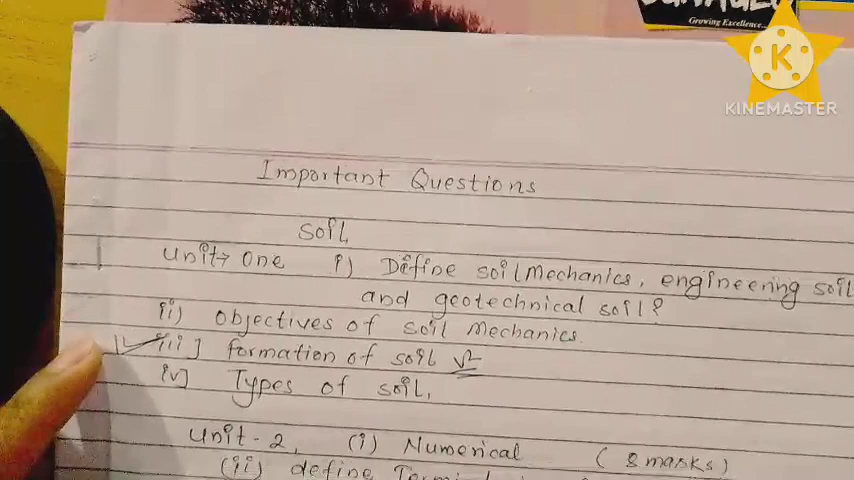 Growing Excellence...
K
KINEMASTER
Important Questions
soil,
Unit→ One i) Define soil Mechanics, engineering soil
and geotechnical soil?
ii) Objectives of soil Mechanics.
iii] formation of soil
iv] Types of soil,
Unit-2, (i) Numerical (8 masks)
(ii) define